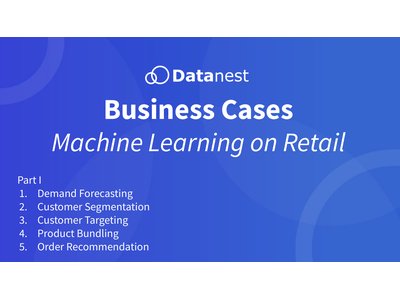 Datanest
Business Cases
Machine Learning on Retail
Part I
1. Demand Forecasting
2. Customer Segmentation
3. Customer Targeting
4. Product Bundling
5. Order Recommendation